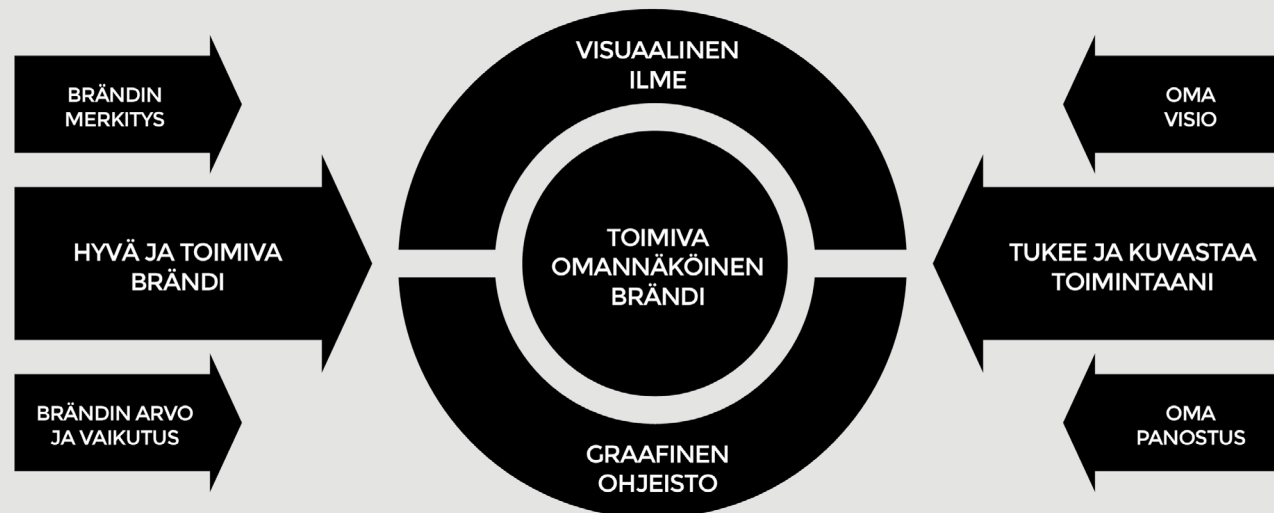 BRÄNDIN
MERKITYS
HYVÄ JA TOIMIVA
BRÄNDI
BRÄNDIN ARVO
JA VAIKUTUS
VISUAALINEN
ILME
TOIMIVA
OMANNÄKÖINEN
BRÄNDI
GRAAFINEN
OHJEISTO
OMA
VISIO
TUKEE JA KUVASTAA
TOIMINTAANI
OMA
PANOSTUS